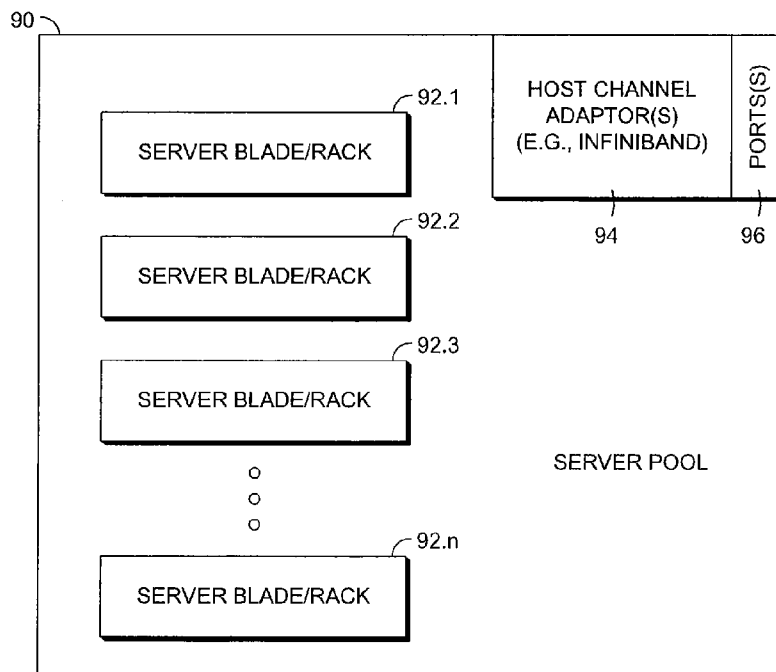 90
92.1
SERVER BLADE/RACK
HOST CHANNEL
ADAPTOR(S)
(E.G., INFINIBAND)
PORTS(S)
94
96
92.2
SERVER BLADE/RACK
92.3
SERVER BLADE/RACK
SERVER POOL
92.n
SERVER BLADE/RACK